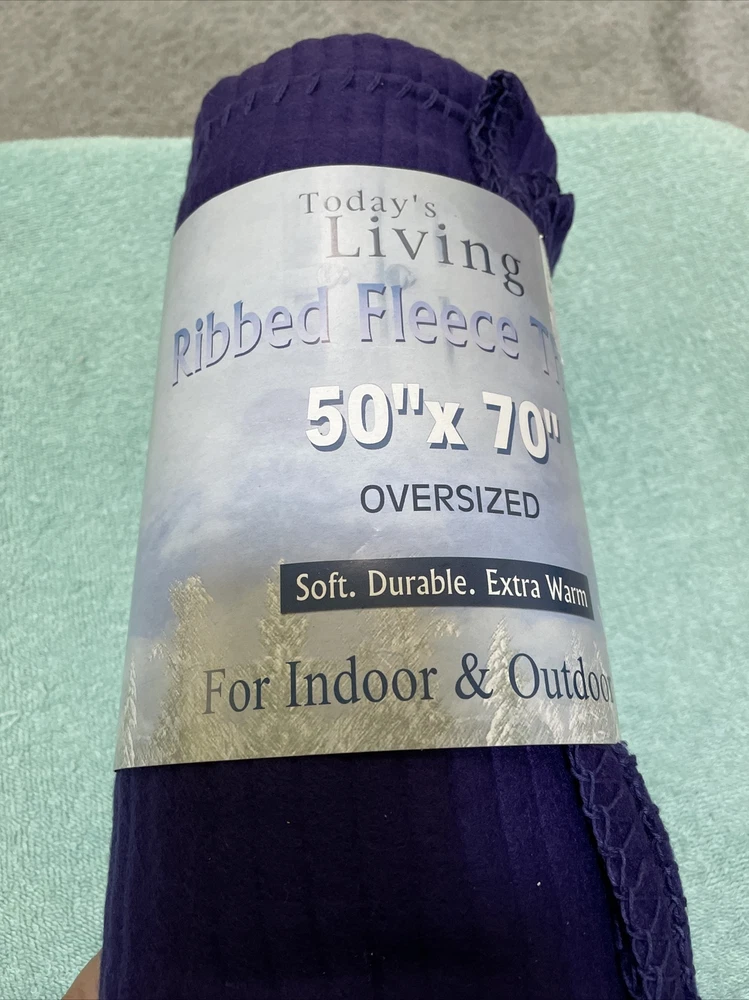 Today's
Living
Ribbed Fleece
50"x 70"
OVERSIZED
Soft. Durable. Extra Warm
For Indoor & Outdoor